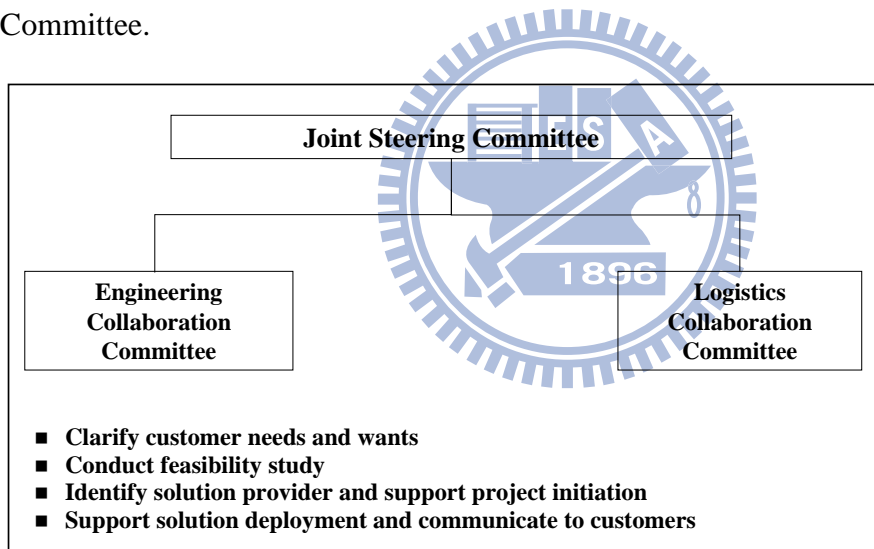 Committee.
Joint Steering Committee
E S A
1896
Engineering
Collaboration
Committee
Logistics
Collaboration
Committee
■ Clarify customer needs and wants
■ Conduct feasibility study
■ Identify solution provider and support project initiation
■ Support solution deployment and communicate to customers